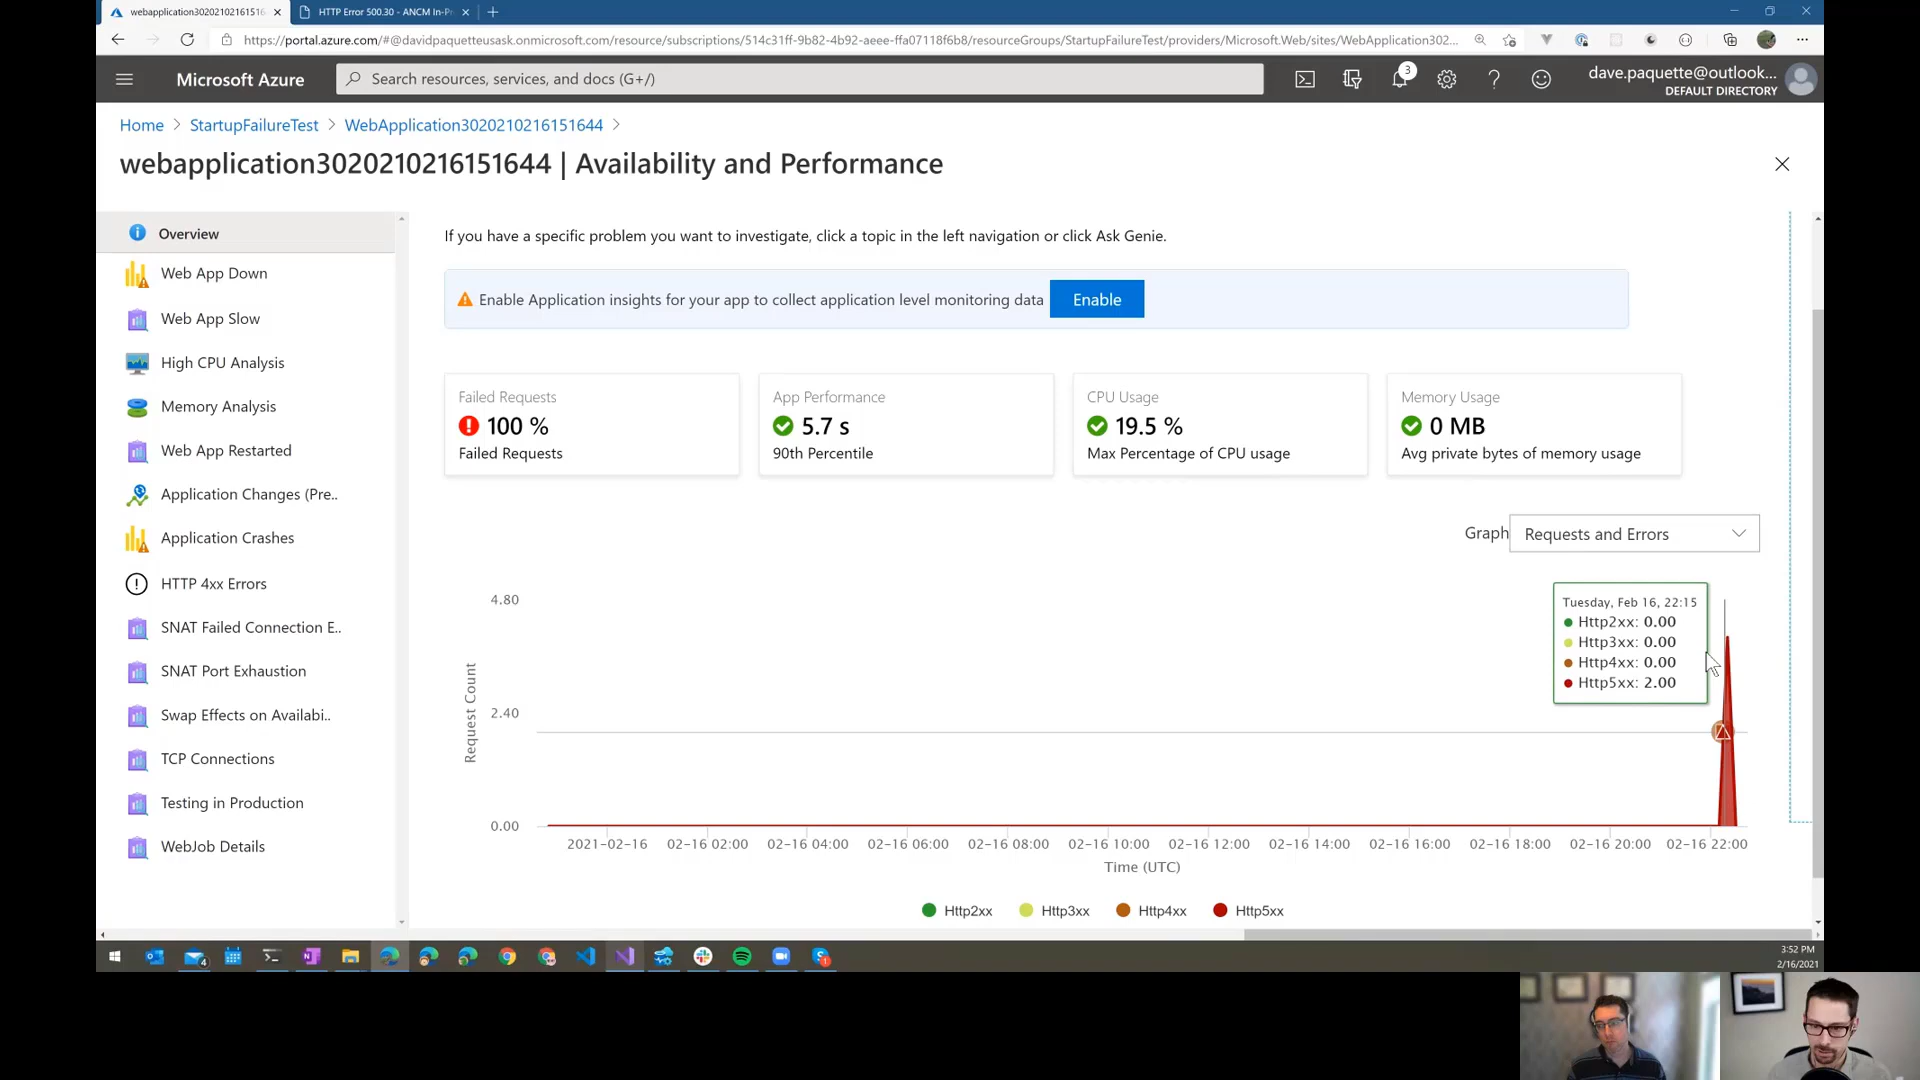 webapplication3020210216151644
HTTP Error 500.30 - ANCM In-Pr
https://portal.azure.com/#@davidpaquetteusask.onmicrosoft.com/resource/subscriptions/514c31ff-9b82-4b92-aeee-ffa07118f6b8/resourceGroups/StartupFailureTest/providers/Microsoft.Web/sites/WebApplication302...
Microsoft Azure
Search resources, services, and docs (G+/)
3
dave.paquette@outlook...
DEFAULT DIRECTORY
Home > StartupFailureTest > WebApplication3020210216151644 >
webapplication3020210216151644 | Availability and Performance
Overview
Web App Down
Web App Slow
High CPU Analysis
Memory Analysis
Web App Restarted
Application Changes (Pre..
Application Crashes
HTTP 4xx Errors
SNAT Failed Connection E..
SNAT Port Exhaustion
Swap Effects on Availabi..
TCP Connections
Testing in Production
WebJob Details
If you have a specific problem you want to investigate, click a topic in the left navigation or click Ask Genie.
Enable Application insights for your app to collect application level monitoring data
Enable
Failed Requests
100 %
Failed Requests
App Performance
5.7 s
90th Percentile
CPU Usage
19.5 %
Max Percentage of CPU usage
Memory Usage
0 MB
Avg private bytes of memory usage
Graph
Requests and Errors
Tuesday, Feb 16, 22:15
Http2xx: 0.00
Http3xx: 0.00
Http4xx: 0.00
Http5xx: 2.00
Request Count
4.80
2.40
0.00
2021-02-16 02-16 02:00 02-16 04:00 02-16 06:00 02-16 08:00 02-16 10:00 02-16 12:00 02-16 14:00 02-16 16:00 02-16 18:00 02-16 20:00 02-16 22:00
Time (UTC)
Http2xx Http3xx Http4xx Http5xx
4
3:52 PM
2/16/2021